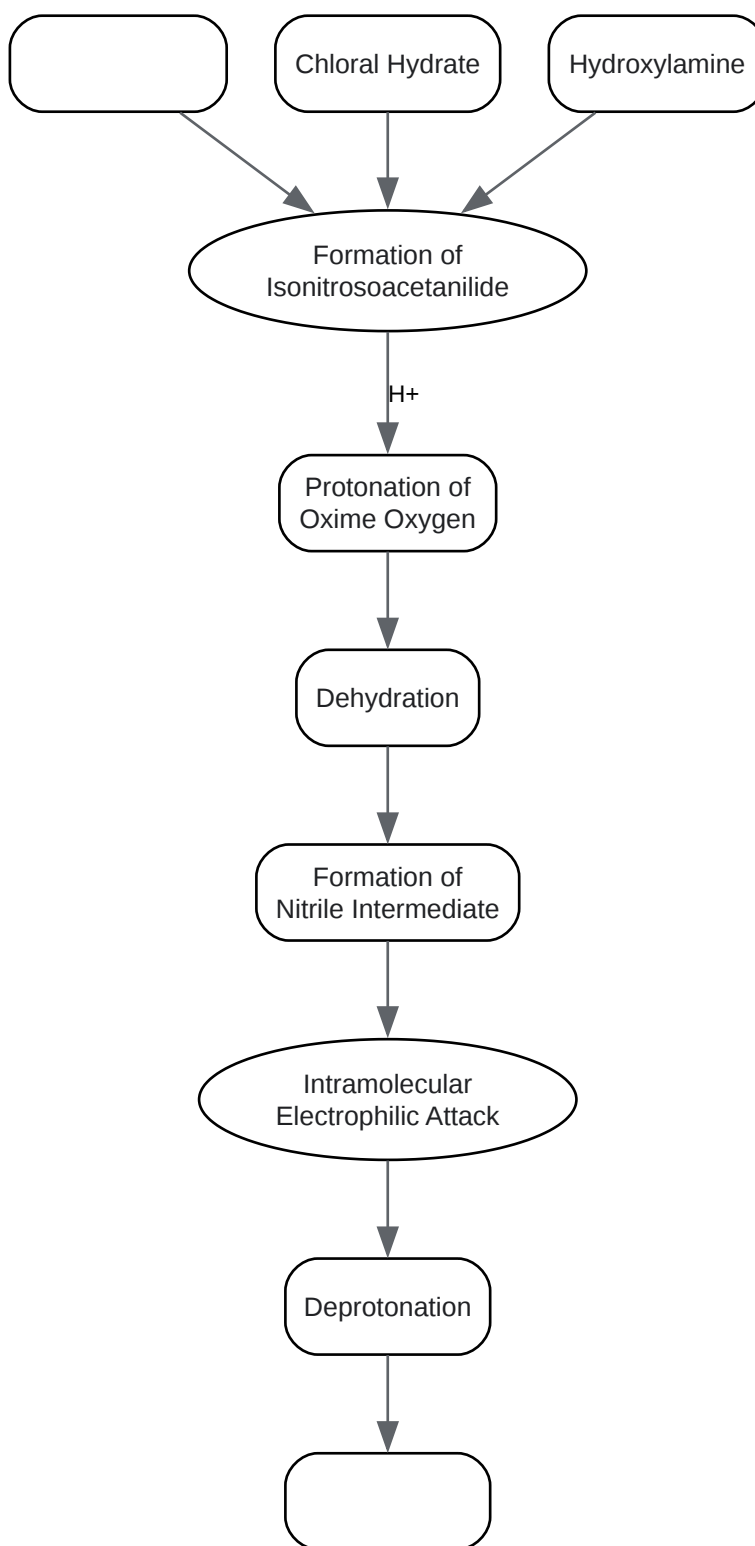 Chloral Hydrate
Hydroxylamine
Formation of
Isonitrosoacetanilide
H+
Protonation of
Oxime Oxygen
Dehydration
Formation of
Nitrile Intermediate
Intramolecular
Electrophilic Attack
Deprotonation